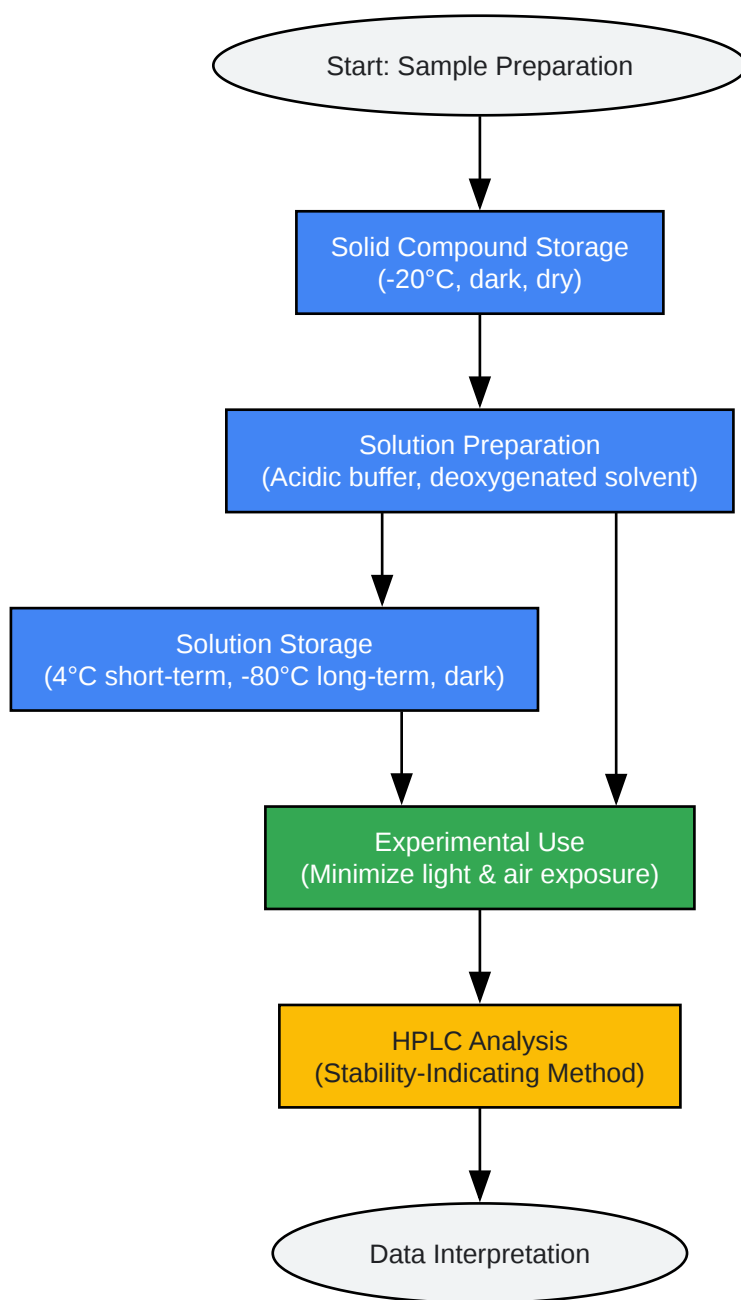 Start: Sample Preparation
Solid Compound Storage
(-20°C, dark, dry)
Solution Preparation
(Acidic buffer, deoxygenated solvent)
Solution Storage
(4°C short-term, -80°C long-term, dark)
Experimental Use
(Minimize light & air exposure)
HPLC Analysis
(Stability-Indicating Method)
Data Interpretation